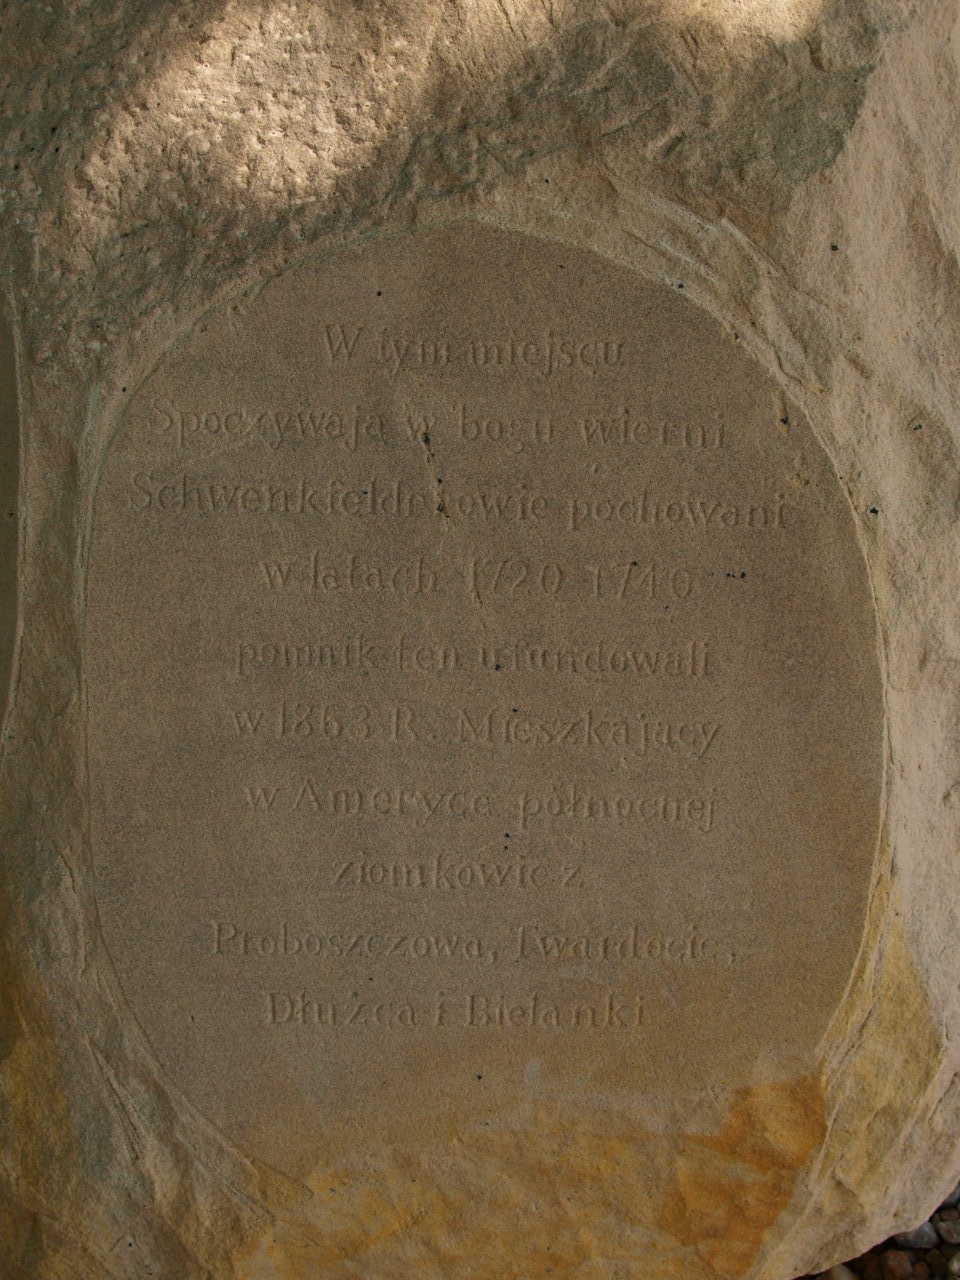 W tym miejscu
Spoczywają w bogu wierni
Schwenkfelderowie pochowani
w latach 1720 1740
pomnik ten ufundowali
w 1863 R. Mieszkający
w Ameryce północnej
ziomkowie z
Proboszczowa, Twardocic,
Dłużca i Bielanki